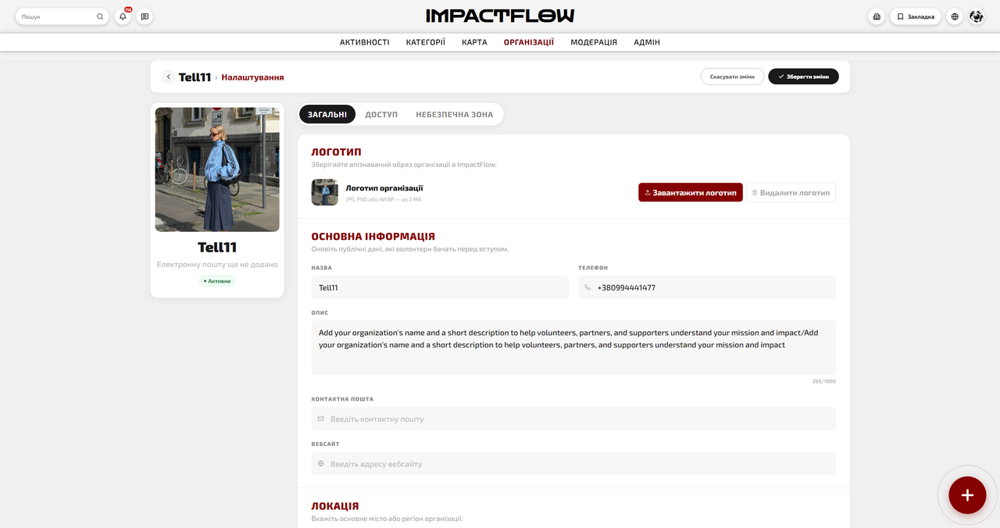 Пошук
114
IMPACTFLOW
Закладка
АКТИВНОСТІ
КАТЕГОРІЇ
КАРТА
ОРГАНІЗАЦІЇ
МОДЕРАЦІЯ
АДМІН
Tell11 › Налаштування
Скасувати зміни
Зберегти зміни
Tell11
Електронну пошту ще не додано
Активна
ЗАГАЛЬНІ
ДОСТУП
НЕБЕЗПЕЧНА ЗОНА
ЛОГОТИП
Зберігайте впізнаваний образ організації в ImpactFlow.
Логотип організації
JPG, PNG або WEBP — до 2 МБ.
Завантажити логотип
Видалити логотип
ОСНОВНА ІНФОРМАЦІЯ
Оновіть публічні дані, які волонтери бачать перед вступом.
НАЗВА
Tell11
ТЕЛЕФОН
+380994441477
ОПИС
Add your organization's name and a short description to help volunteers, partners, and supporters understand your mission and impact/Add
your organization's name and a short description to help volunteers, partners, and supporters understand your mission and impact
265/1000
КОНТАКТНА ПОШТА
Введіть контактну пошту
ВЕБСАЙТ
Введіть адресу вебсайту
ЛОКАЦІЯ
Вкажіть основне місто або регіон організації.